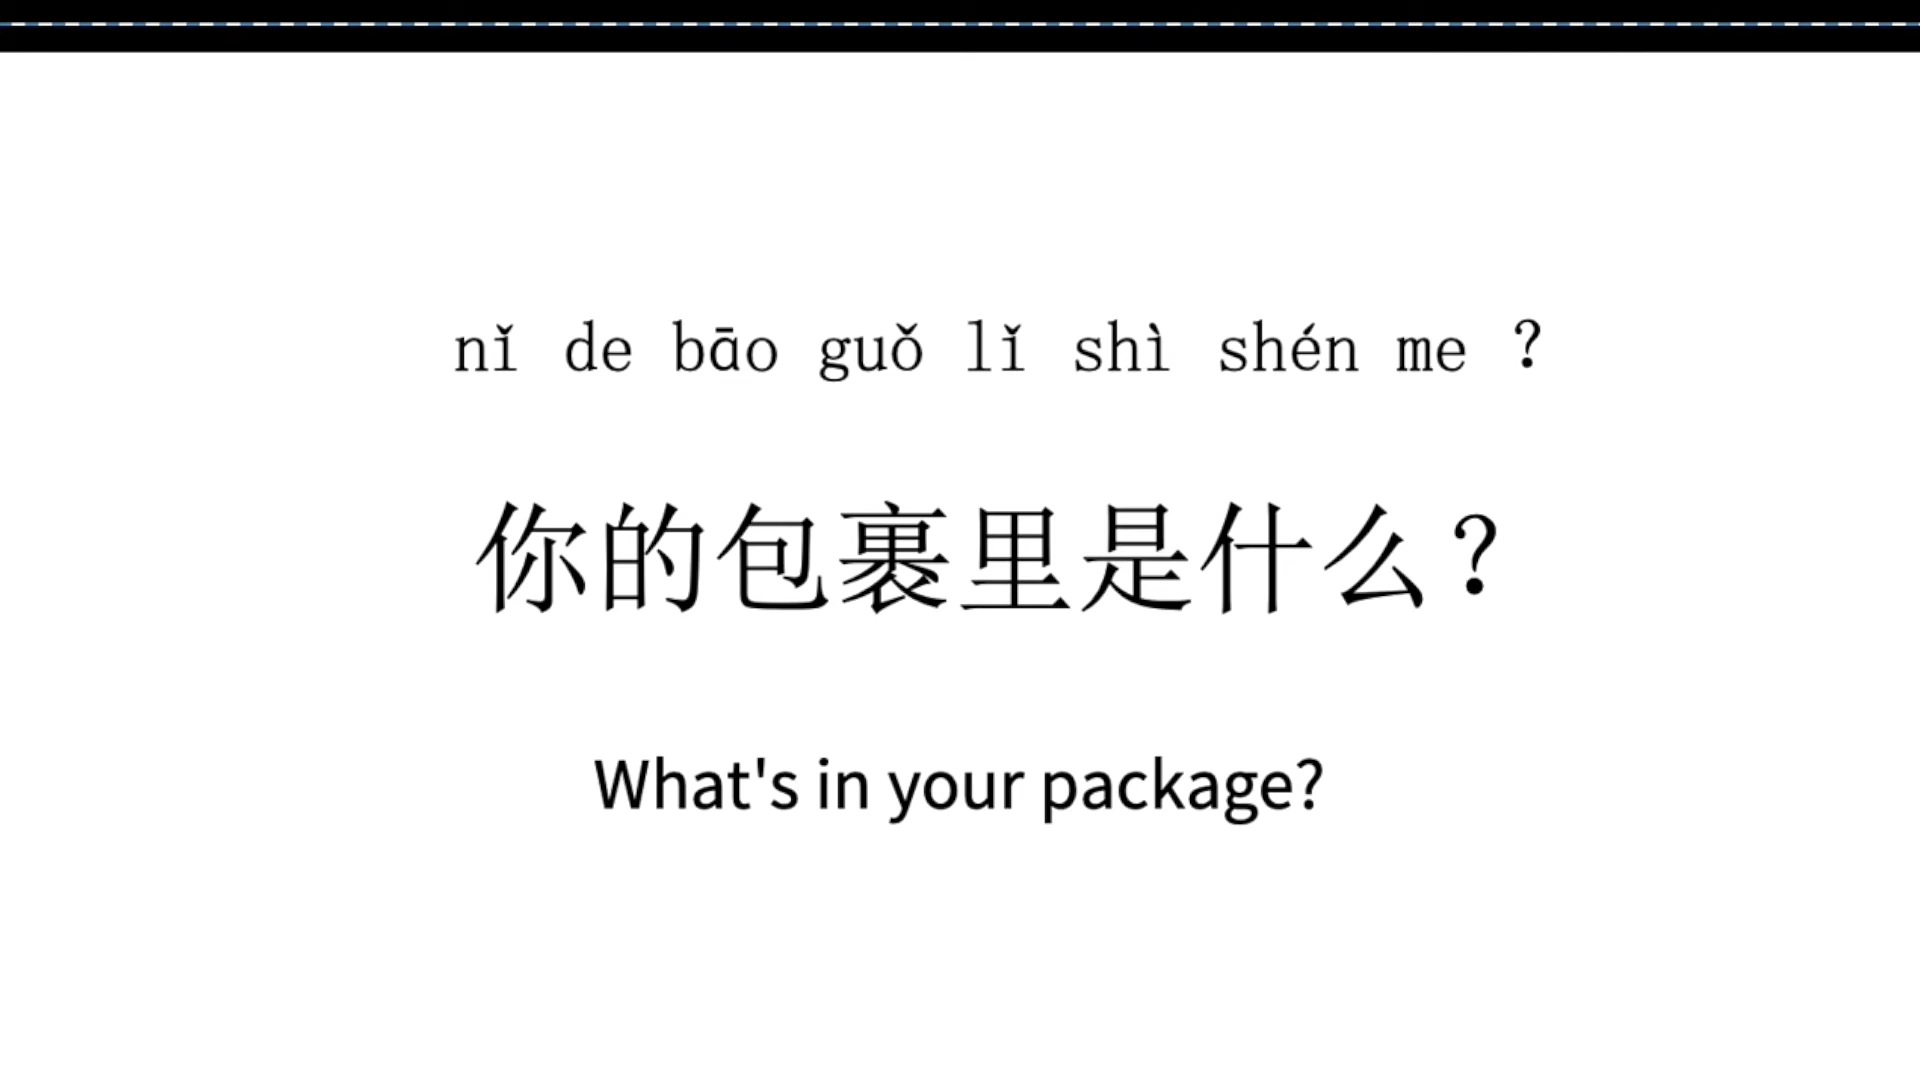 nǐ de bāo guǒ lǐ shì shén me ？
你的包裹里是什么？
What's in your package?